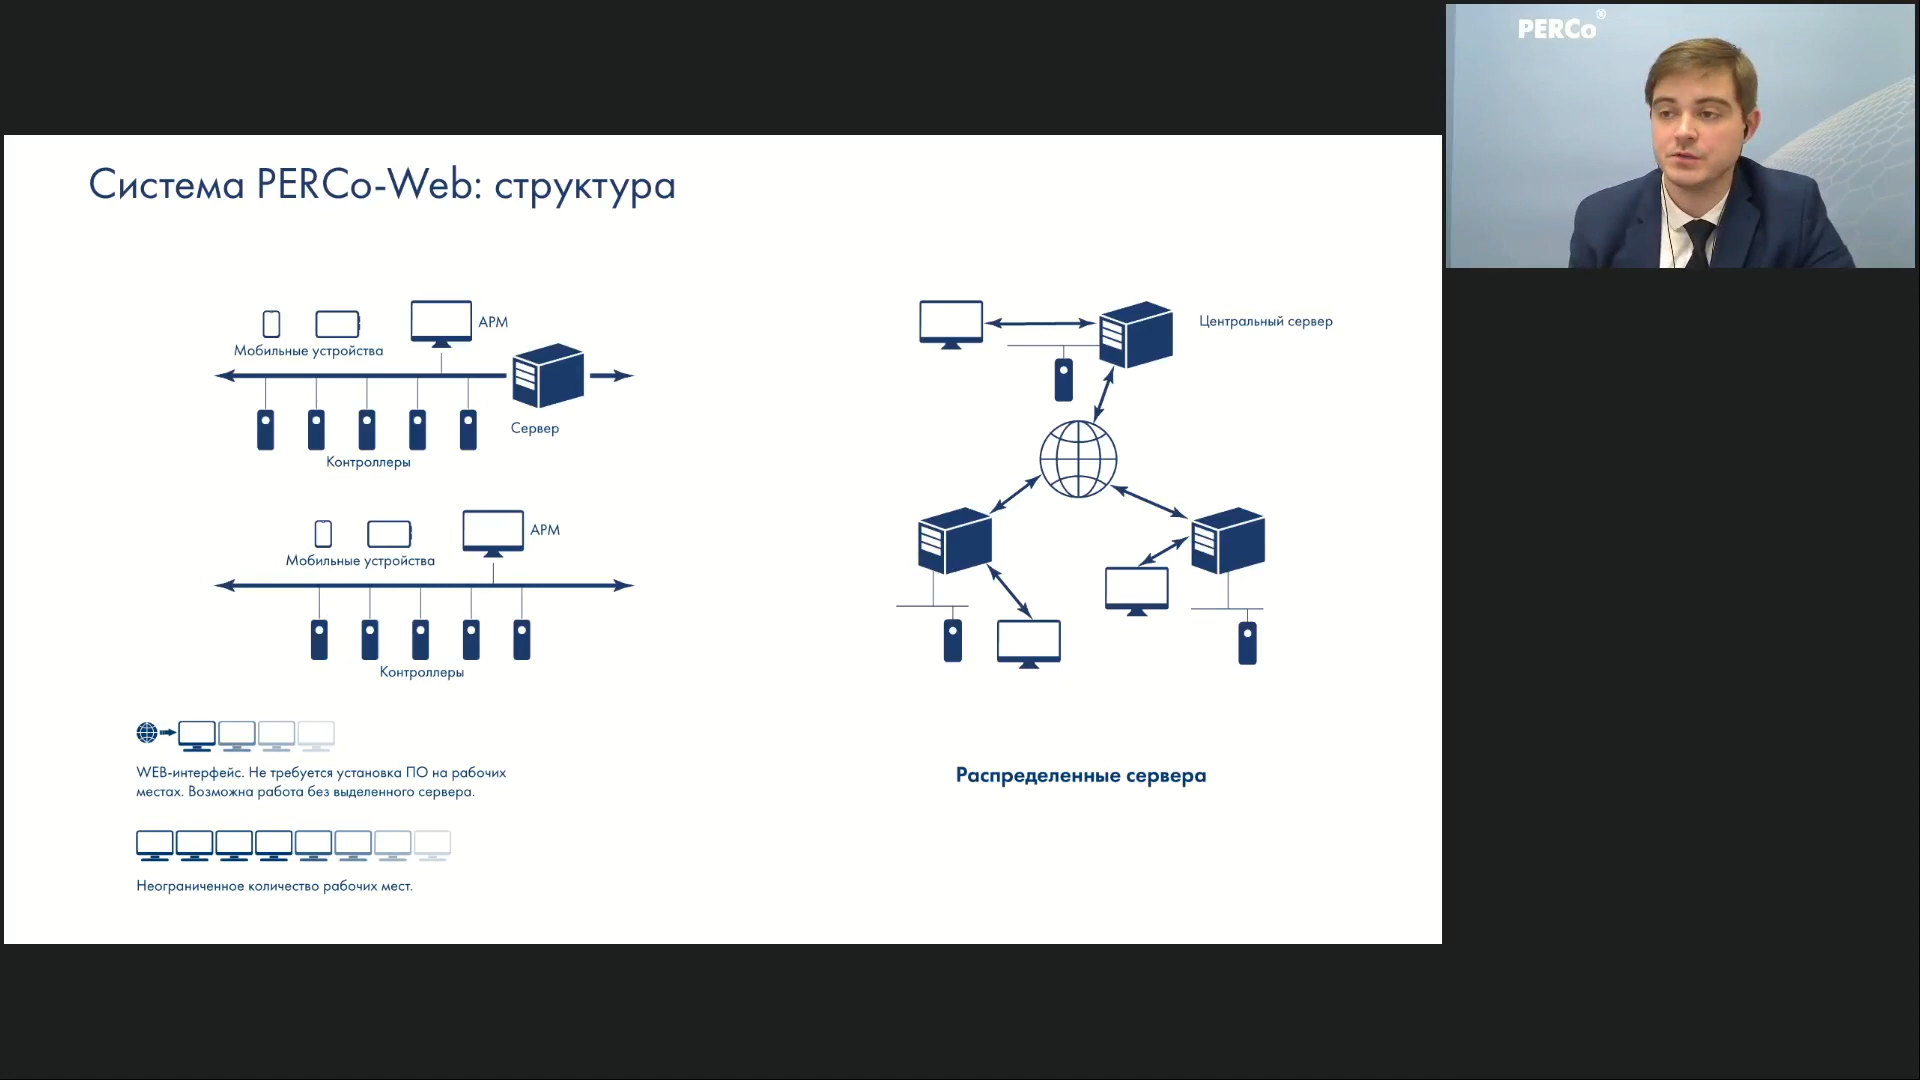 PERCo®
Система PERCo-Web: структура
АРМ
Мобильные устройства
Сервер
Контроллеры
АРМ
Мобильные устройства
Контроллеры
WEB-интерфейс. Не требуется установка ПО на рабочих
местах. Возможна работа без выделенного сервера.
Неограниченное количество рабочих мест.
Центральный сервер
Распределенные сервера